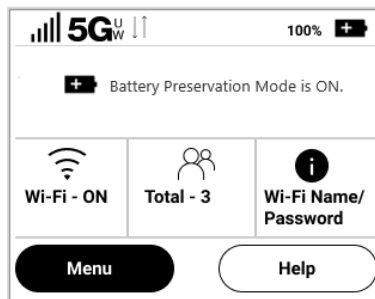 5G UW 100%
Battery Preservation Mode is ON.
Wi-Fi - ON Total - 3 Wi-Fi Name/
Password
Menu Help